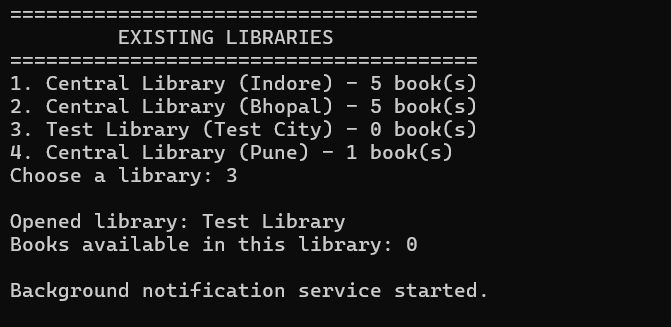 =======================================
EXISTING LIBRARIES
=======================================
1. Central Library (Indore) - 5 book(s)
2. Central Library (Bhopal) - 5 book(s)
3. Test Library (Test City) - 0 book(s)
4. Central Library (Pune) - 1 book(s)
Choose a library: 3
Opened library: Test Library
Books available in this library: 0
Background notification service started.